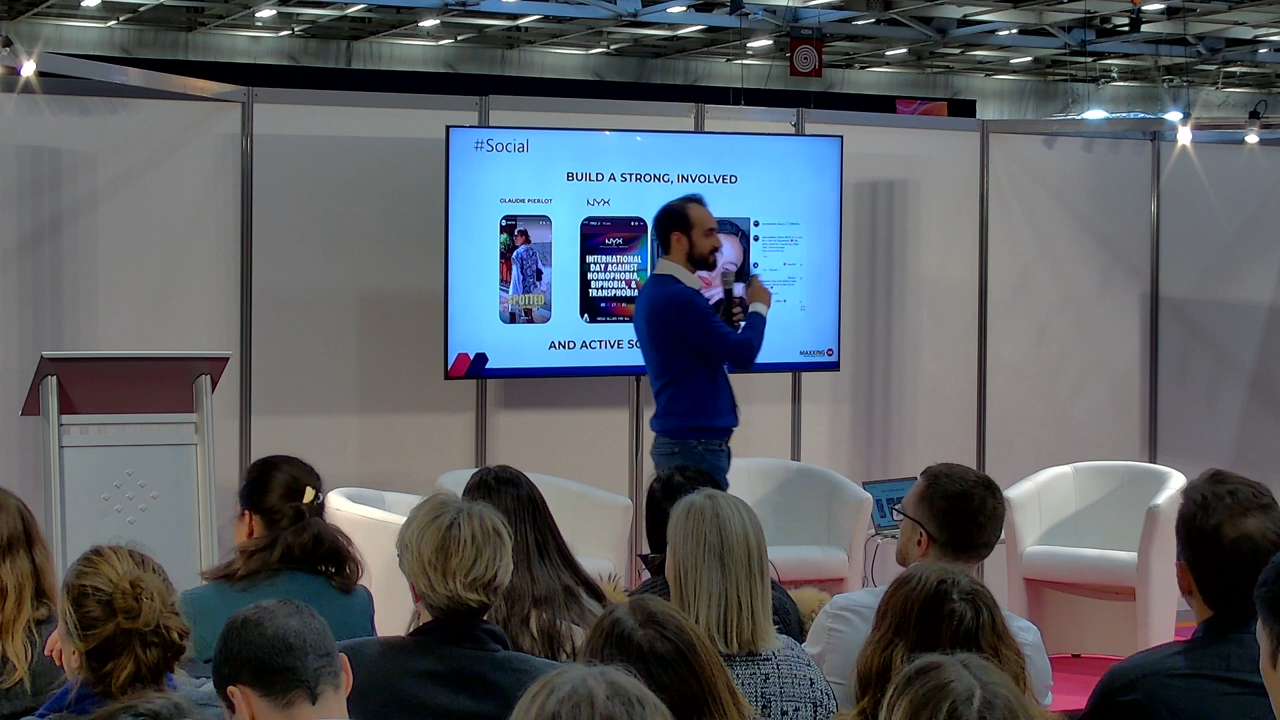 #Social
BUILD A STRONG, INVOLVED
CLAUDIE PIERLOT
NYX
NYX
INTERNATIONAL
DAY AGAINST
HOMOPHOBIA,
BIPHOBIA, &
TRANSPHOBIA
SPOTTED
AND ACTIVE SO
MAXXING